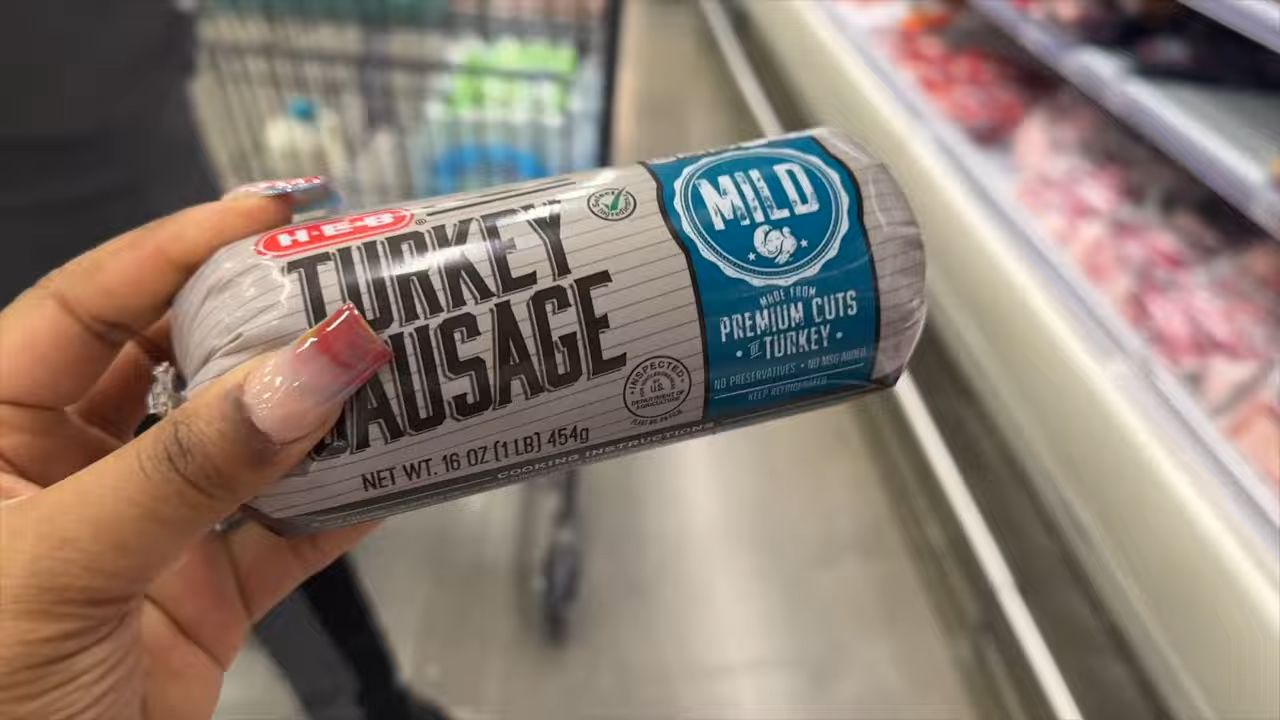 H-E-B
TURKEY
SAUSAGE
NET WT. 16 OZ (1 LB) 454g
COOKING INSTRUCTIONS
INSPECTED
U.S.
DEPARTMENT OF
AGRICULTURE
MILD
MADE FROM
PREMIUM CUTS
OF TURKEY
NO PRESERVATIVES • NO MSG ADDED
KEEP REFRIGERATED